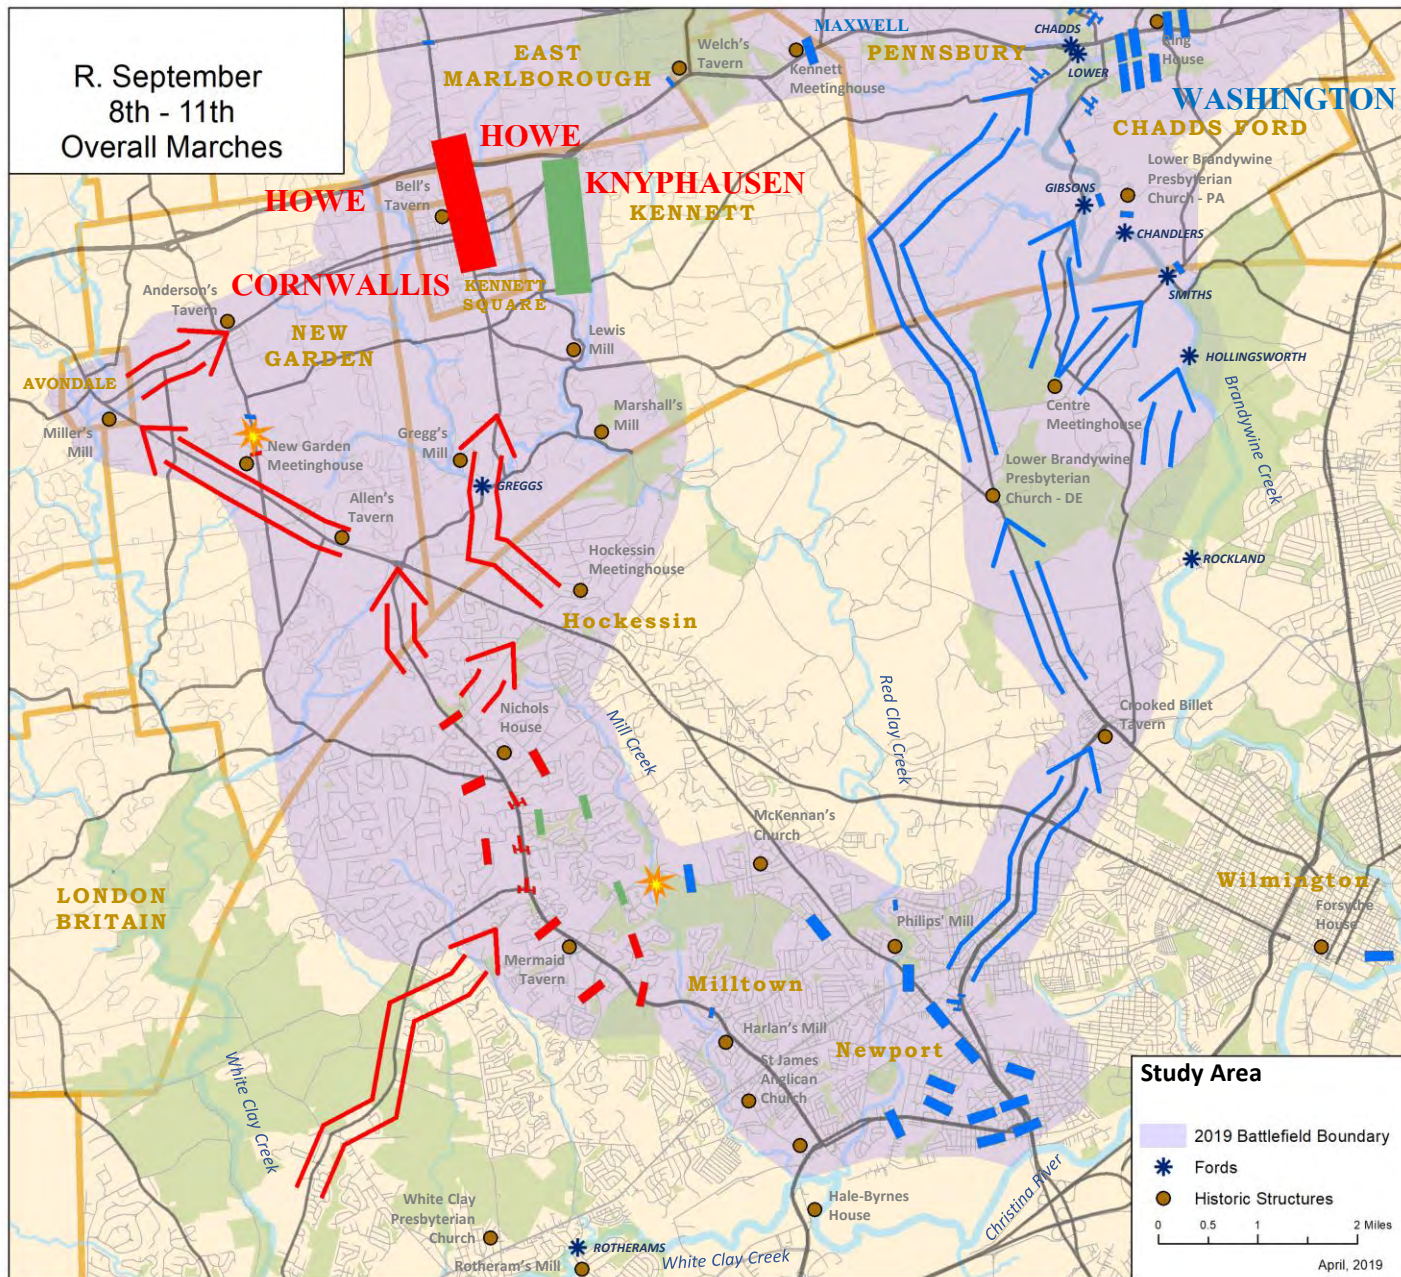 R. September
8th - 11th
Overall Marches
EAST
MARLBOROUGH
Welch's
Tavern
MAXWELL
Kennett
Meetinghouse
PENNSBURY
CHADDS
LOWER
King
House
WASHINGTON
CHADDS FORD
HOWE
HOWE
Bell's
Tavern
KNYPHAUSEN
KENNETT
Lower Brandywine
Presbyterian
Church - PA
GIBSONS
CHANDLERS
CORNWALLIS
KENNETT
SQUARE
Anderson's
Tavern
NEW
GARDEN
SMITHS
Lewis
Mill
HOLLINGSWORTH
AVONDALE
Miller's
Mill
Marshall's
Mill
Centre
Meetinghouse
Brandywine Creek
New Garden
Meetinghouse
Gregg's
Mill
GREGGS
Lower Brandywine
Presbyterian
Church - DE
Allen's
Tavern
Hockessin
Meetinghouse
ROCKLAND
Hockessin
Nichols
House
Mill Creek
Red Clay Creek
Crooked Billet
Tavern
McKennan's
Church
LONDON
BRITAIN
Wilmington
Forsythe
House
Philips' Mill
Mermaid
Tavern
Milltown
Harlan's Mill
Newport
St James
Anglican
Church
White Clay Creek
White Clay
Presbyterian
Church
Hale-Byrnes
House
Christina River
ROTHERAMS
Rotheram's Mill
White Clay Creek
Study Area
2019 Battlefield Boundary
Fords
Historic Structures
0 0.5 1 2 Miles
April, 2019